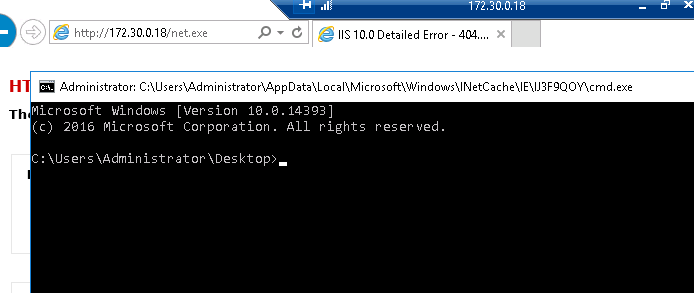 172.30.0.18
http://172.30.0.18/net.exe
IIS 10.0 Detailed Error - 404....
HT
Administrator: C:\Users\Administrator\AppData\Local\Microsoft\Windows\INetCache\IE\IJ3F9QOY\cmd.exe
The
Microsoft Windows [Version 10.0.14393]
(c) 2016 Microsoft Corporation. All rights reserved.
C:\Users\Administrator\Desktop>